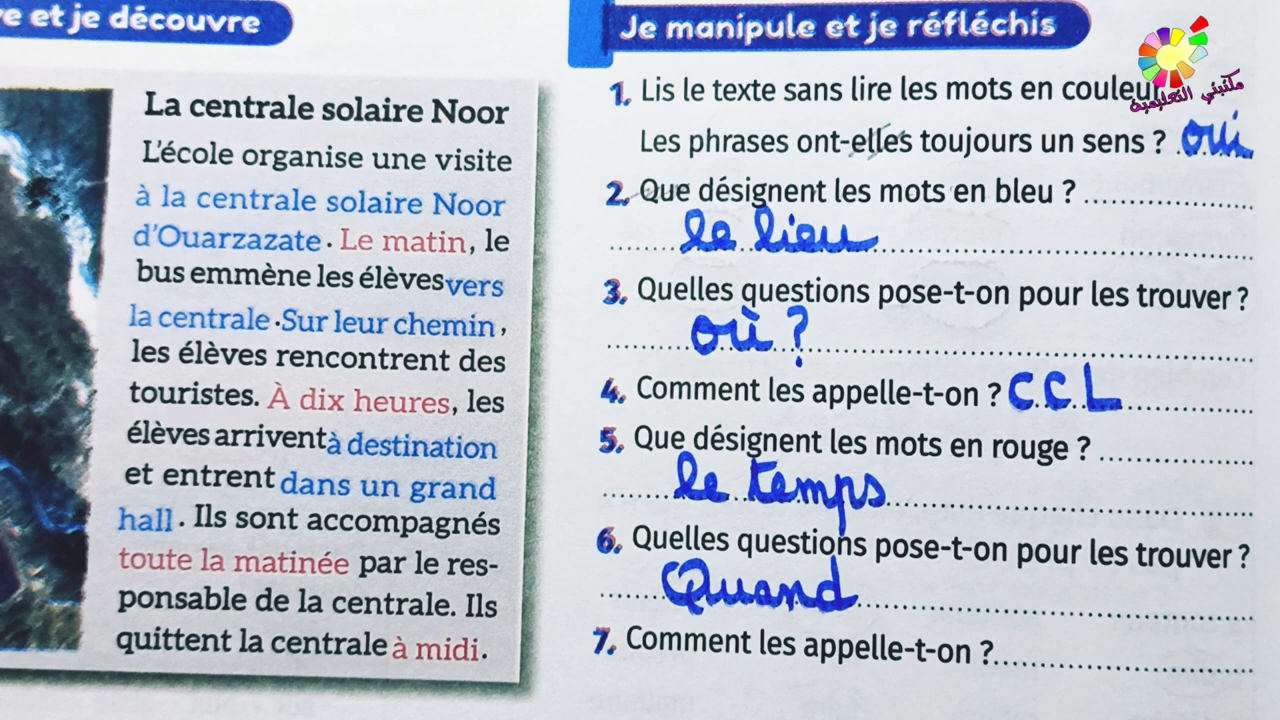 e et je découvre
La centrale solaire Noor
L'école organise une visite
à la centrale solaire Noor
d'Ouarzazate. Le matin, le
bus emmène les élèves vers
la centrale. Sur leur chemin,
les élèves rencontrent des
touristes. À dix heures, les
élèves arrivent à destination
et entrent dans un grand
hall. Ils sont accompagnés
toute la matinée par le res-
ponsable de la centrale. Ils
quittent la centrale à midi.
Je manipule et je réfléchis
مكتبتي التعليمية
1. Lis le texte sans lire les mots en couleur
Les phrases ont-elles toujours un sens ? oui
2. Que désignent les mots en bleu ? ....................
le lieu
3. Quelles questions pose-t-on pour les trouver ?
où ?
4. Comment les appelle-t-on ? C.C.L
5. Que désignent les mots en rouge ? ....................
le temps
6. Quelles questions pose-t-on pour les trouver ?
Quand
7. Comment les appelle-t-on ?....................